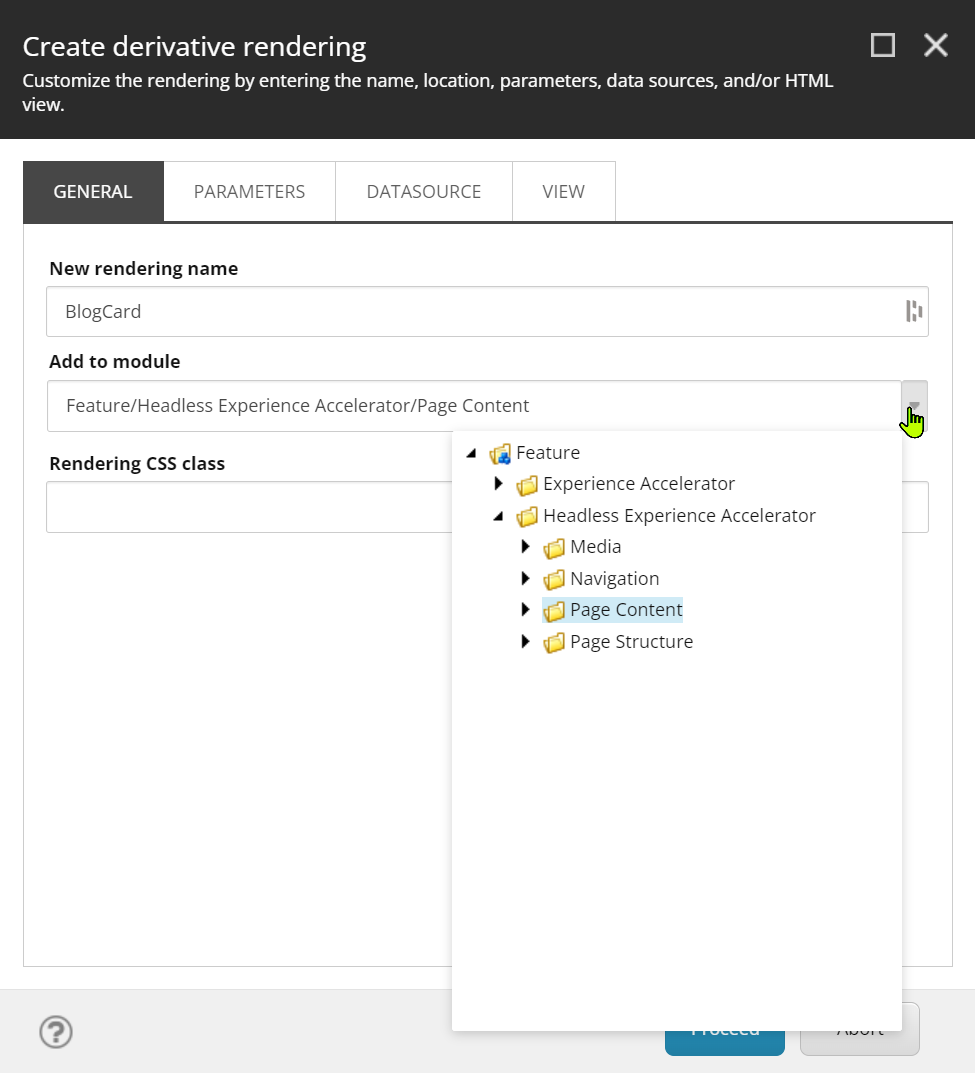 Create derivative rendering
Customize the rendering by entering the name, location, parameters, data sources, and/or HTML
view.
GENERAL PARAMETERS DATASOURCE VIEW
New rendering name
BlogCard
Add to module
Feature/Headless Experience Accelerator/Page Content
Rendering CSS class
Feature
Experience Accelerator
Headless Experience Accelerator
Media
Navigation
Page Content
Page Structure
? Proceed Abort